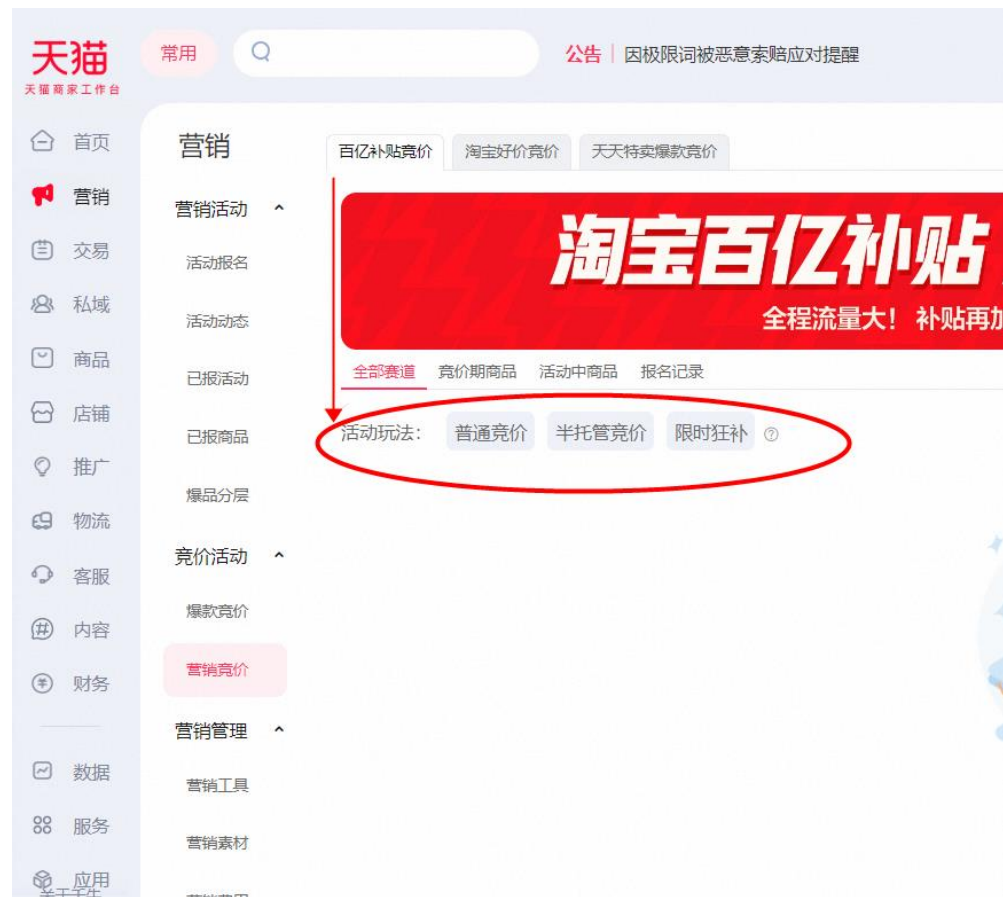 天猫
天猫商家工作台
常用
公告 因极限词被恶意索赔应对提醒
首页
营销
交易
私域
商品
店铺
推广
物流
客服
内容
财务
数据
服务
应用
关于千牛
营销
营销活动
活动报名
活动动态
已报活动
已报商品
爆品分层
竞价活动
爆款竞价
营销竞价
营销管理
营销工具
营销素材
百亿补贴竞价 淘宝好价竞价 天天特卖爆款竞价
淘宝百亿补贴
全程流量大！补贴再加
全部赛道 竞价期商品 活动中商品 报名记录
活动玩法： 普通竞价 半托管竞价 限时狂补